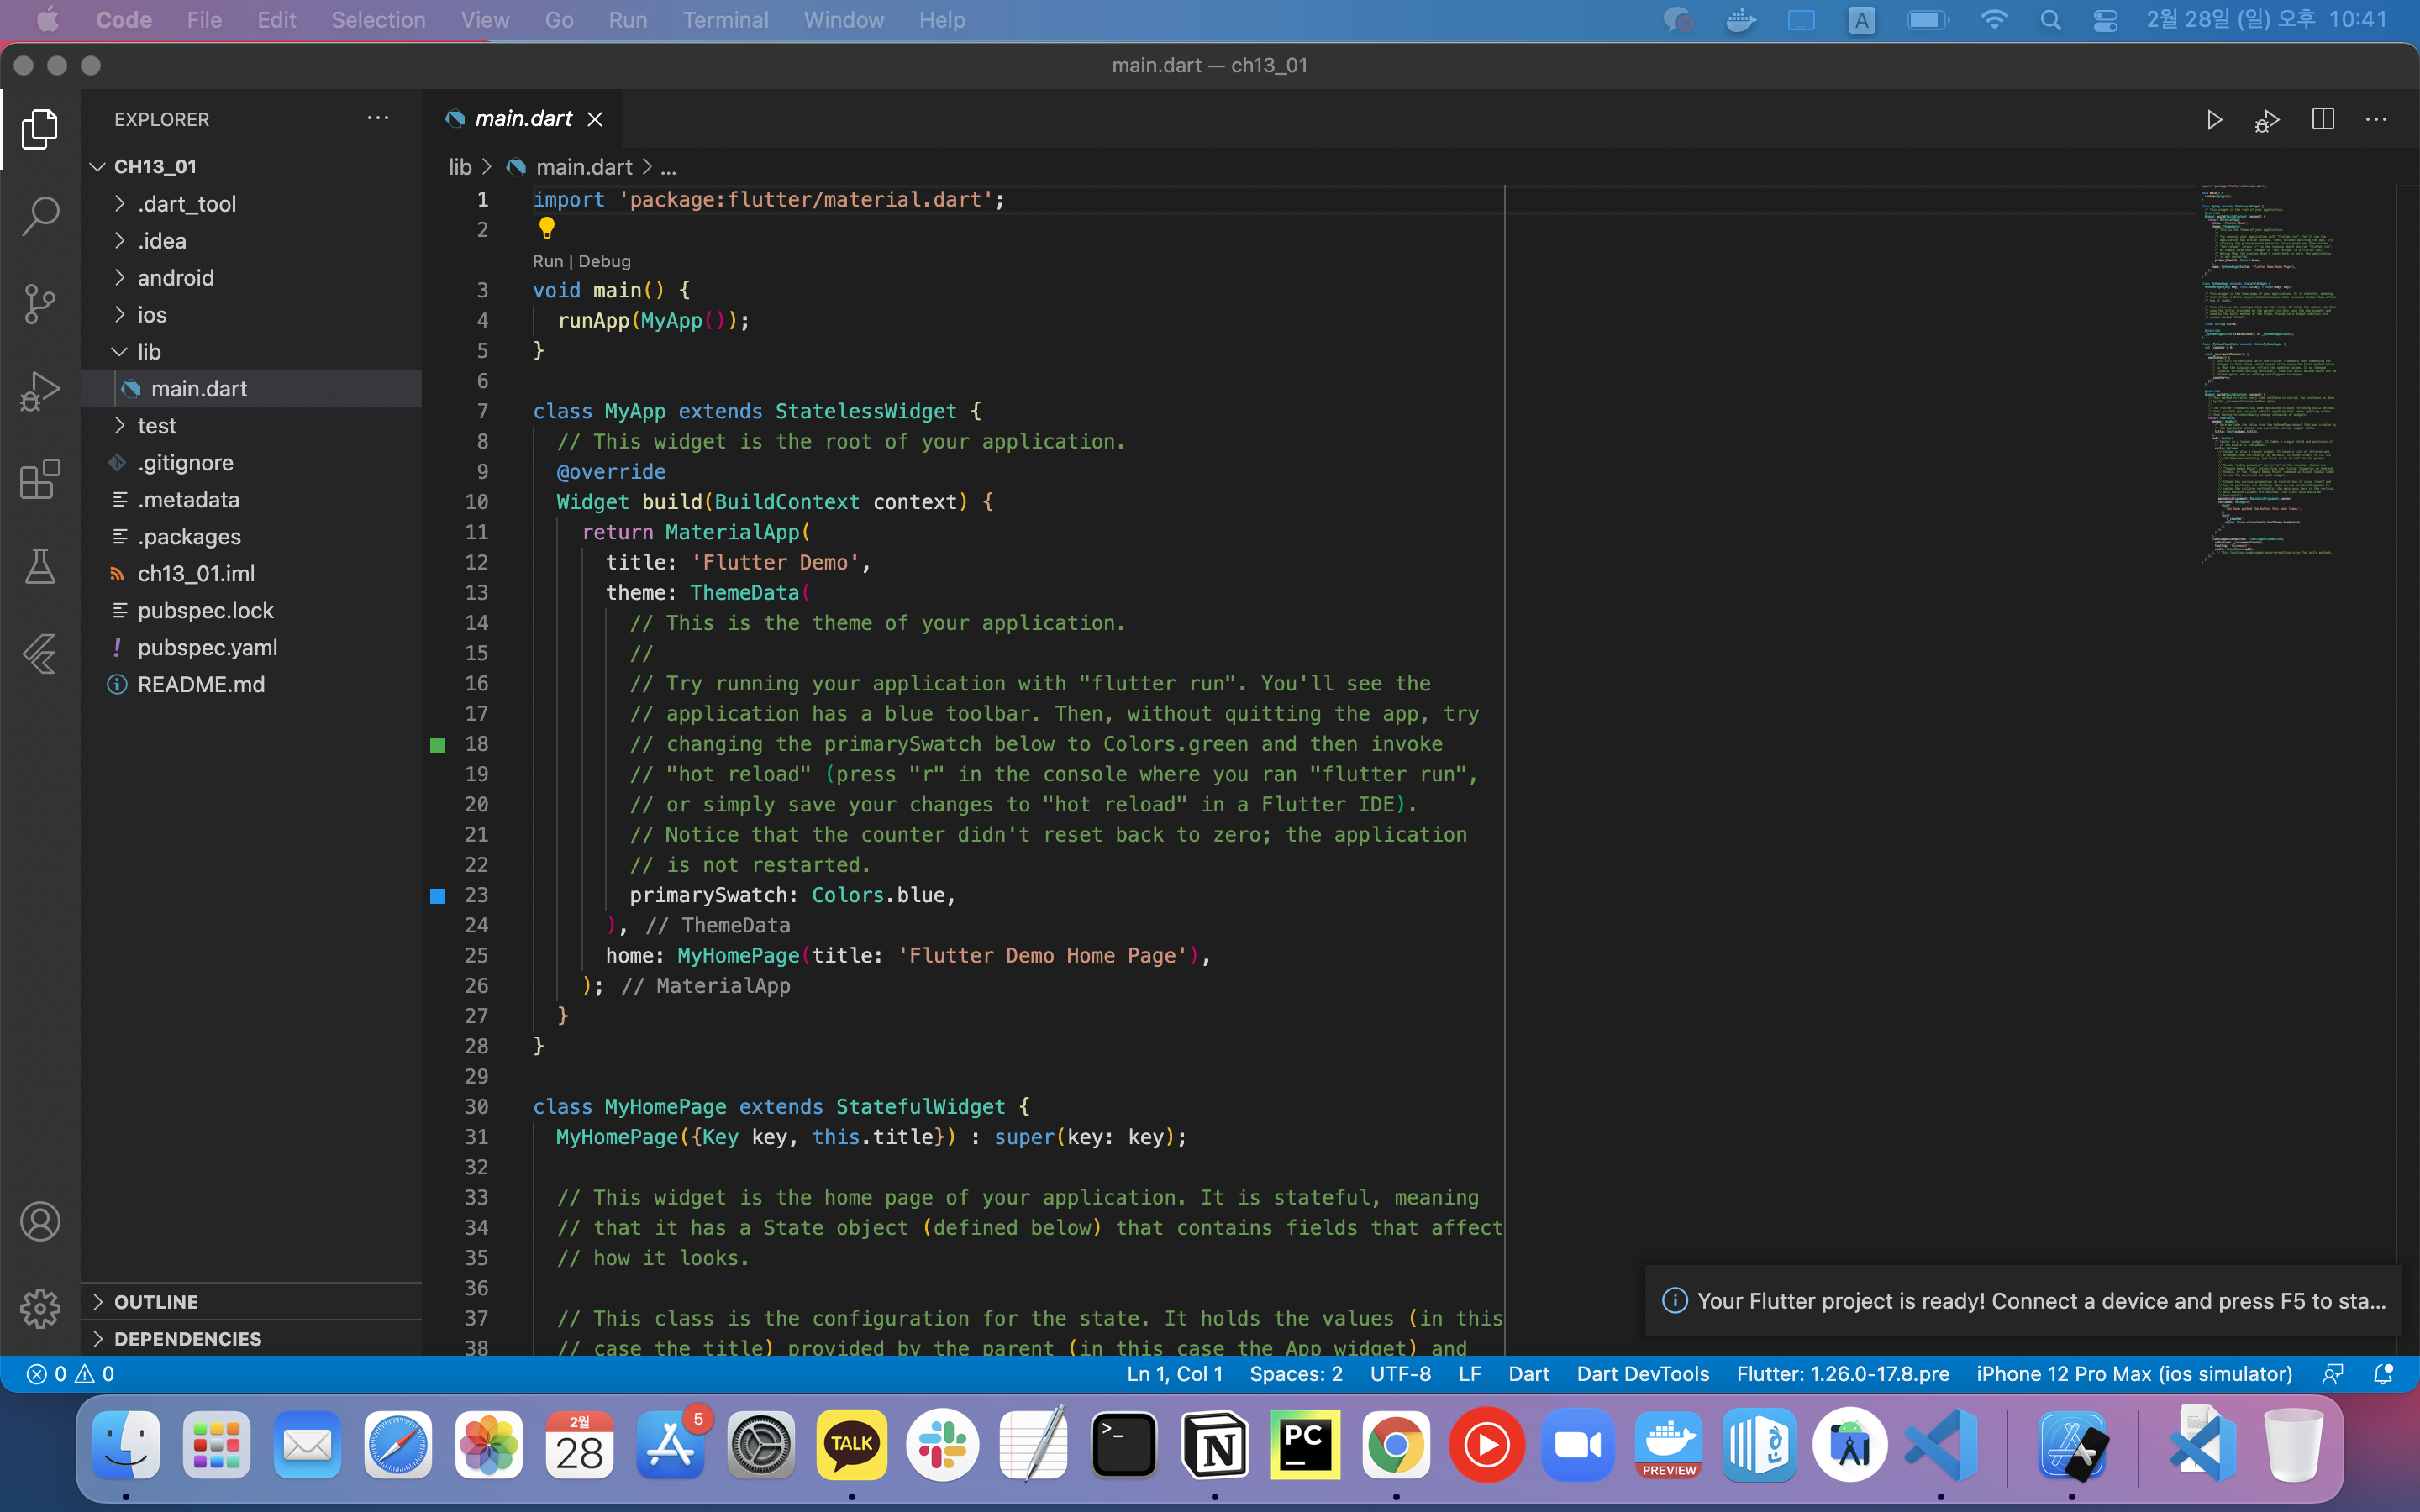 Code File Edit Selection View Go Run Terminal Window Help
A
2월 28일 (일) 오후 10:41
main.dart — ch13_01
EXPLORER
CH13_01
.dart_tool
.idea
android
ios
lib
main.dart
test
.gitignore
.metadata
.packages
ch13_01.iml
pubspec.lock
! pubspec.yaml
README.md
OUTLINE
DEPENDENCIES
main.dart
lib > main.dart > ...
1 import 'package:flutter/material.dart';
2
Run | Debug
3 void main() {
4 runApp(MyApp());
5 }
6
7 class MyApp extends StatelessWidget {
8 // This widget is the root of your application.
9 @override
10 Widget build(BuildContext context) {
11 return MaterialApp(
12 title: 'Flutter Demo',
13 theme: ThemeData(
14 // This is the theme of your application.
15 //
16 // Try running your application with "flutter run". You'll see the
17 // application has a blue toolbar. Then, without quitting the app, try
18 // changing the primarySwatch below to Colors.green and then invoke
19 // "hot reload" (press "r" in the console where you ran "flutter run",
20 // or simply save your changes to "hot reload" in a Flutter IDE).
21 // Notice that the counter didn't reset back to zero; the application
22 // is not restarted.
23 primarySwatch: Colors.blue,
24 ), // ThemeData
25 home: MyHomePage(title: 'Flutter Demo Home Page'),
26 ); // MaterialApp
27 }
28 }
29
30 class MyHomePage extends StatefulWidget {
31 MyHomePage({Key key, this.title}) : super(key: key);
32
33 // This widget is the home page of your application. It is stateful, meaning
34 // that it has a State object (defined below) that contains fields that affect
35 // how it looks.
36
37 // This class is the configuration for the state. It holds the values (in this
38 // case the title) provided by the parent (in this case the App widget) and
Your Flutter project is ready! Connect a device and press F5 to sta...
0 0
Ln 1, Col 1 Spaces: 2 UTF-8 LF Dart Dart DevTools Flutter: 1.26.0-17.8.pre iPhone 12 Pro Max (ios simulator)
2월
28
5
TALK
>_
N
PC
PREVIEW